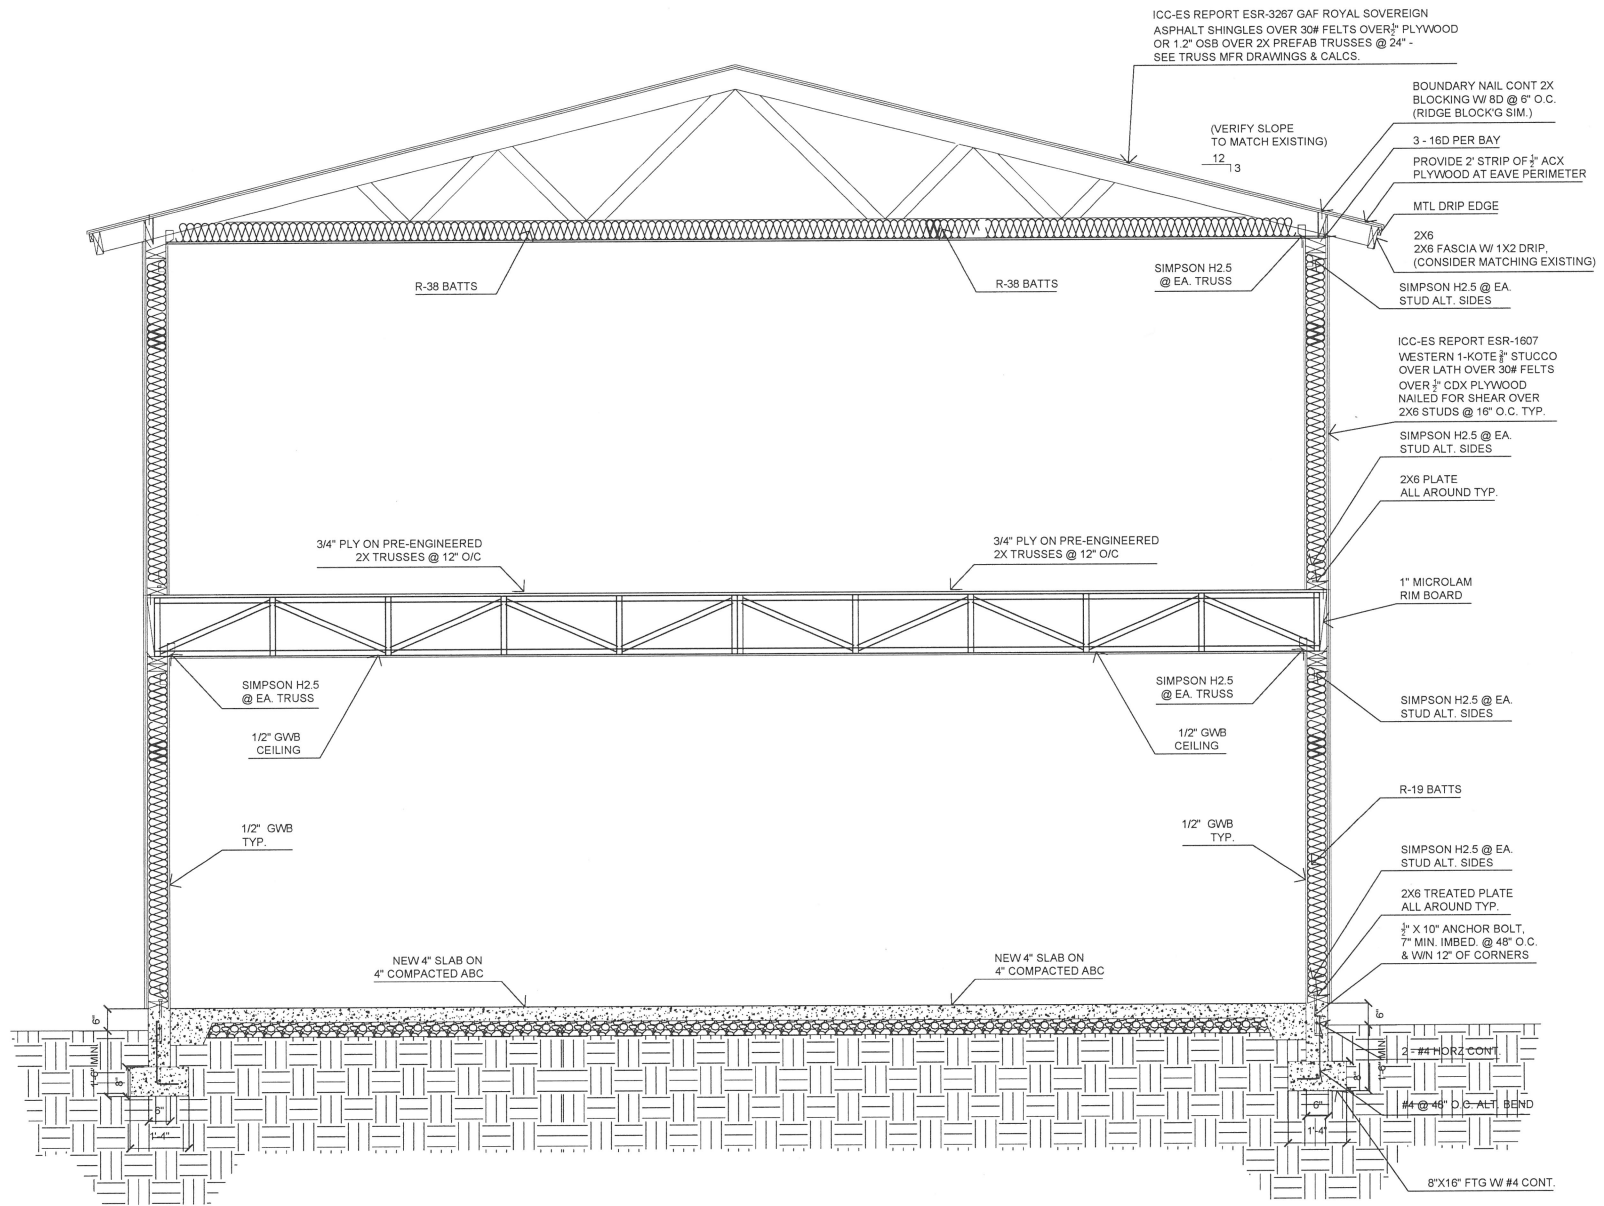 ICC-ES REPORT ESR-3267 GAF ROYAL SOVEREIGN
ASPHALT SHINGLES OVER 30# FELTS OVER 1/2" PLYWOOD
OR 1.2" OSB OVER 2X PREFAB TRUSSES @ 24" -
SEE TRUSS MFR DRAWINGS & CALCS.
BOUNDARY NAIL CONT 2X
BLOCKING W/ 8D @ 6" O.C.
(RIDGE BLOCK'G SIM.)
(VERIFY SLOPE
TO MATCH EXISTING)
12
3
3 - 16D PER BAY
PROVIDE 2' STRIP OF 1/2" ACX
PLYWOOD AT EAVE PERIMETER
MTL DRIP EDGE
2X6
2X6 FASCIA W/ 1X2 DRIP,
(CONSIDER MATCHING EXISTING)
R-38 BATTS
R-38 BATTS
SIMPSON H2.5
@ EA. TRUSS
SIMPSON H2.5 @ EA.
STUD ALT. SIDES
ICC-ES REPORT ESR-1607
WESTERN 1-KOTE 3/8" STUCCO
OVER LATH OVER 30# FELTS
OVER 1/2" CDX PLYWOOD
NAILED FOR SHEAR OVER
2X6 STUDS @ 16" O.C. TYP.
SIMPSON H2.5 @ EA.
STUD ALT. SIDES
2X6 PLATE
ALL AROUND TYP.
3/4" PLY ON PRE-ENGINEERED
2X TRUSSES @ 12" O/C
3/4" PLY ON PRE-ENGINEERED
2X TRUSSES @ 12" O/C
1" MICROLAM
RIM BOARD
SIMPSON H2.5
@ EA. TRUSS
SIMPSON H2.5
@ EA. TRUSS
SIMPSON H2.5 @ EA.
STUD ALT. SIDES
1/2" GWB
CEILING
1/2" GWB
CEILING
R-19 BATTS
1/2" GWB
TYP.
1/2" GWB
TYP.
SIMPSON H2.5 @ EA.
STUD ALT. SIDES
2X6 TREATED PLATE
ALL AROUND TYP.
1/2" X 10" ANCHOR BOLT,
7" MIN. IMBED. @ 48" O.C.
& W/N 12" OF CORNERS
NEW 4" SLAB ON
4" COMPACTED ABC
NEW 4" SLAB ON
4" COMPACTED ABC
6"
1'-6" MIN.
8"
6"
1'-4"
6"
1'-6" MIN.
8"
6"
1'-4"
2 - #4 HORZ CONT.
#4 @ 48" O.C. ALT. BEND
8"X16" FTG W/ #4 CONT.